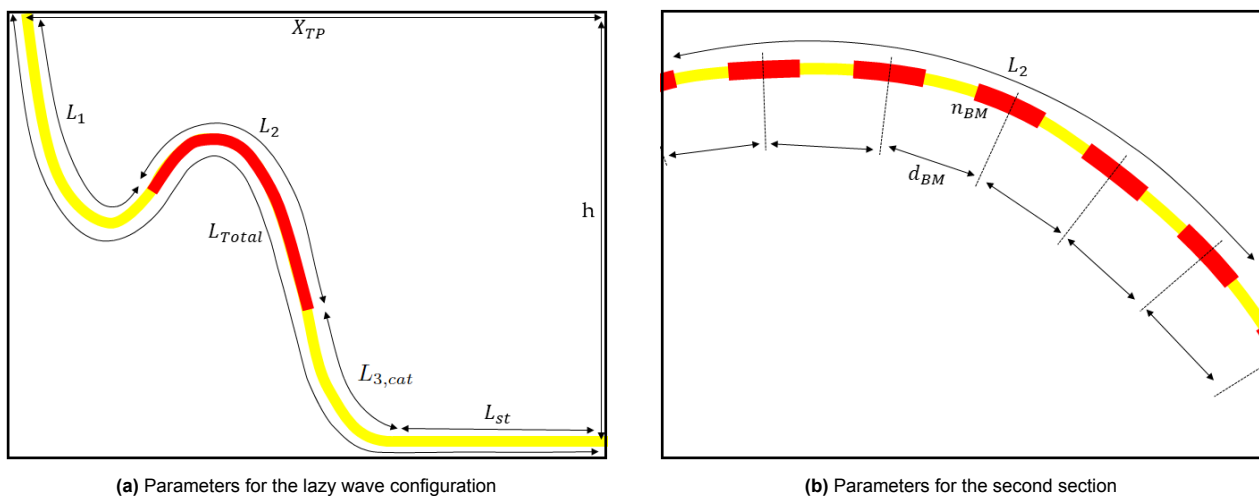 X_TP
L_1
L_2
h
L_Total
L_3,cat
L_st
(a) Parameters for the lazy wave configuration
L_2
n_BM
d_BM
(b) Parameters for the second section